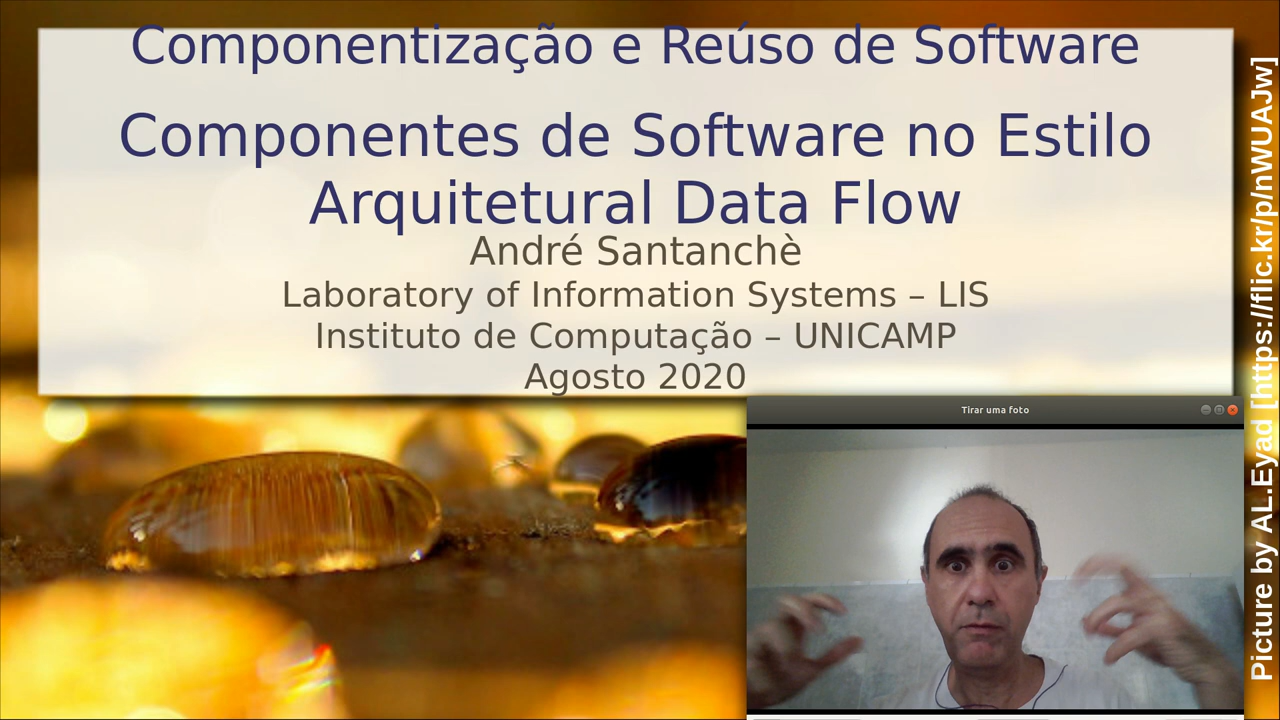 Componentização e Reúso de Software
Componentes de Software no Estilo
Arquitetural Data Flow
André Santanchè
Laboratory of Information Systems – LIS
Instituto de Computação – UNICAMP
Agosto 2020
Tirar uma foto
Picture by AL.Eyad [https://flic.kr/p/nWUAJw]